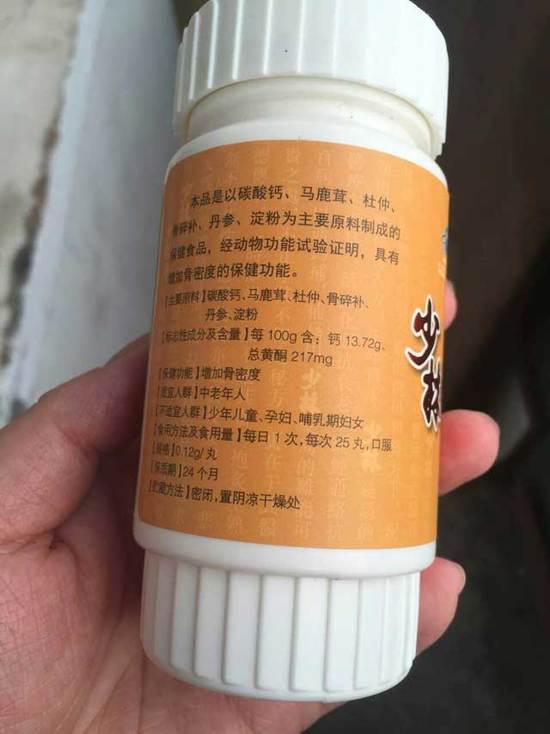 本品是以碳酸钙、马鹿茸、杜仲、
骨碎补、丹参、淀粉为主要原料制成的
保健食品，经动物功能试验证明，具有
增加骨密度的保健功能。
【主要原料】碳酸钙、马鹿茸、杜仲、骨碎补、
丹参、淀粉
【标志性成分及含量】每100g含：钙13.72g、
总黄酮217mg
【保健功能】增加骨密度
【适宜人群】中老年人
【不适宜人群】少年儿童、孕妇、哺乳期妇女
【食用方法及食用量】每日1次，每次25丸，口服
【规格】0.12g/丸
【保质期】24个月
【贮藏方法】密闭，置阴凉干燥处
少林